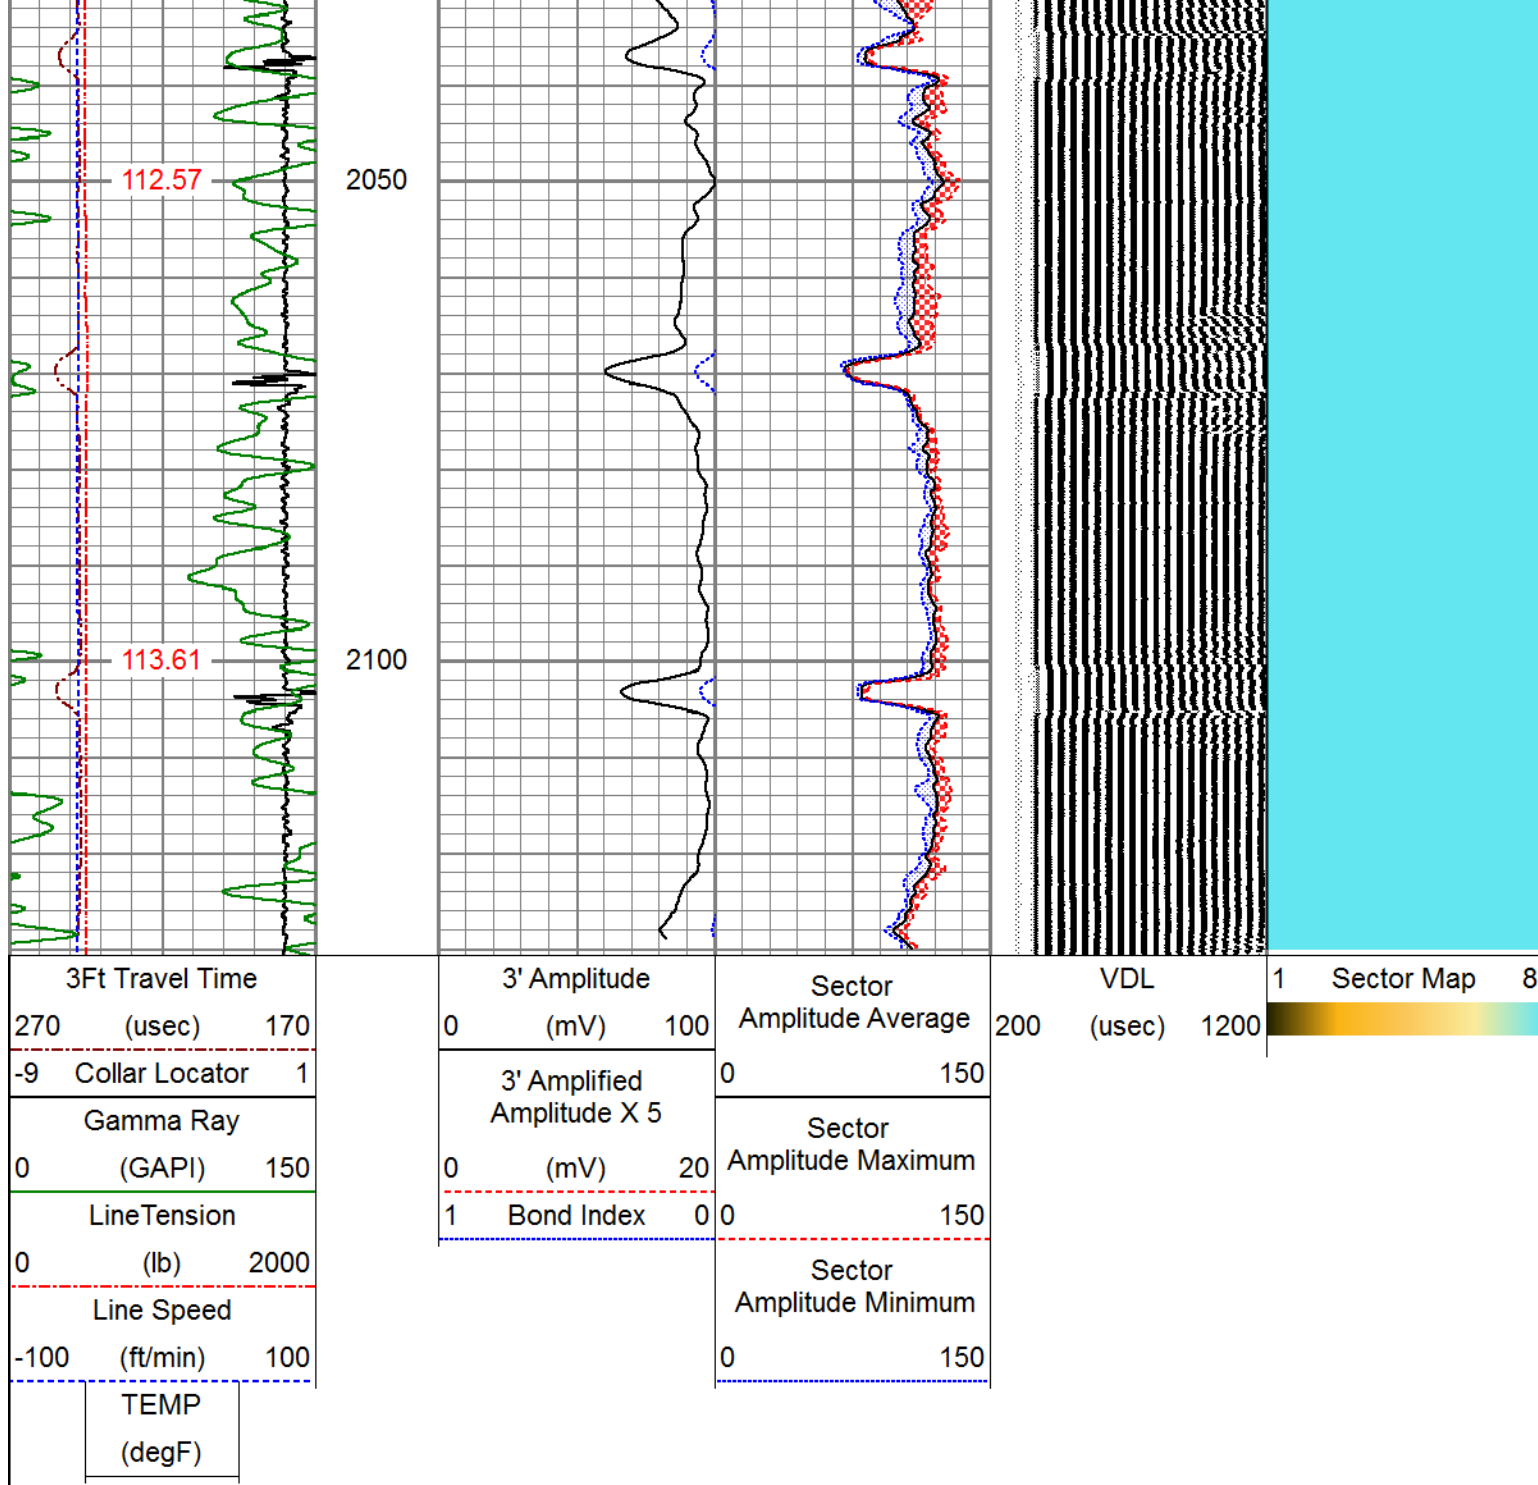 112.57
2050
113.61
2100
3Ft Travel Time
270 (usec) 170
-9 Collar Locator 1
Gamma Ray
0 (GAPI) 150
LineTension
0 (lb) 2000
Line Speed
-100 (ft/min) 100
TEMP
(degF)
3' Amplitude
0 (mV) 100
3' Amplified
Amplitude X 5
0 (mV) 20
1 Bond Index 0
Sector
Amplitude Average
0 150
Sector
Amplitude Maximum
0 150
Sector
Amplitude Minimum
0 150
VDL
200 (usec) 1200
1 Sector Map 8